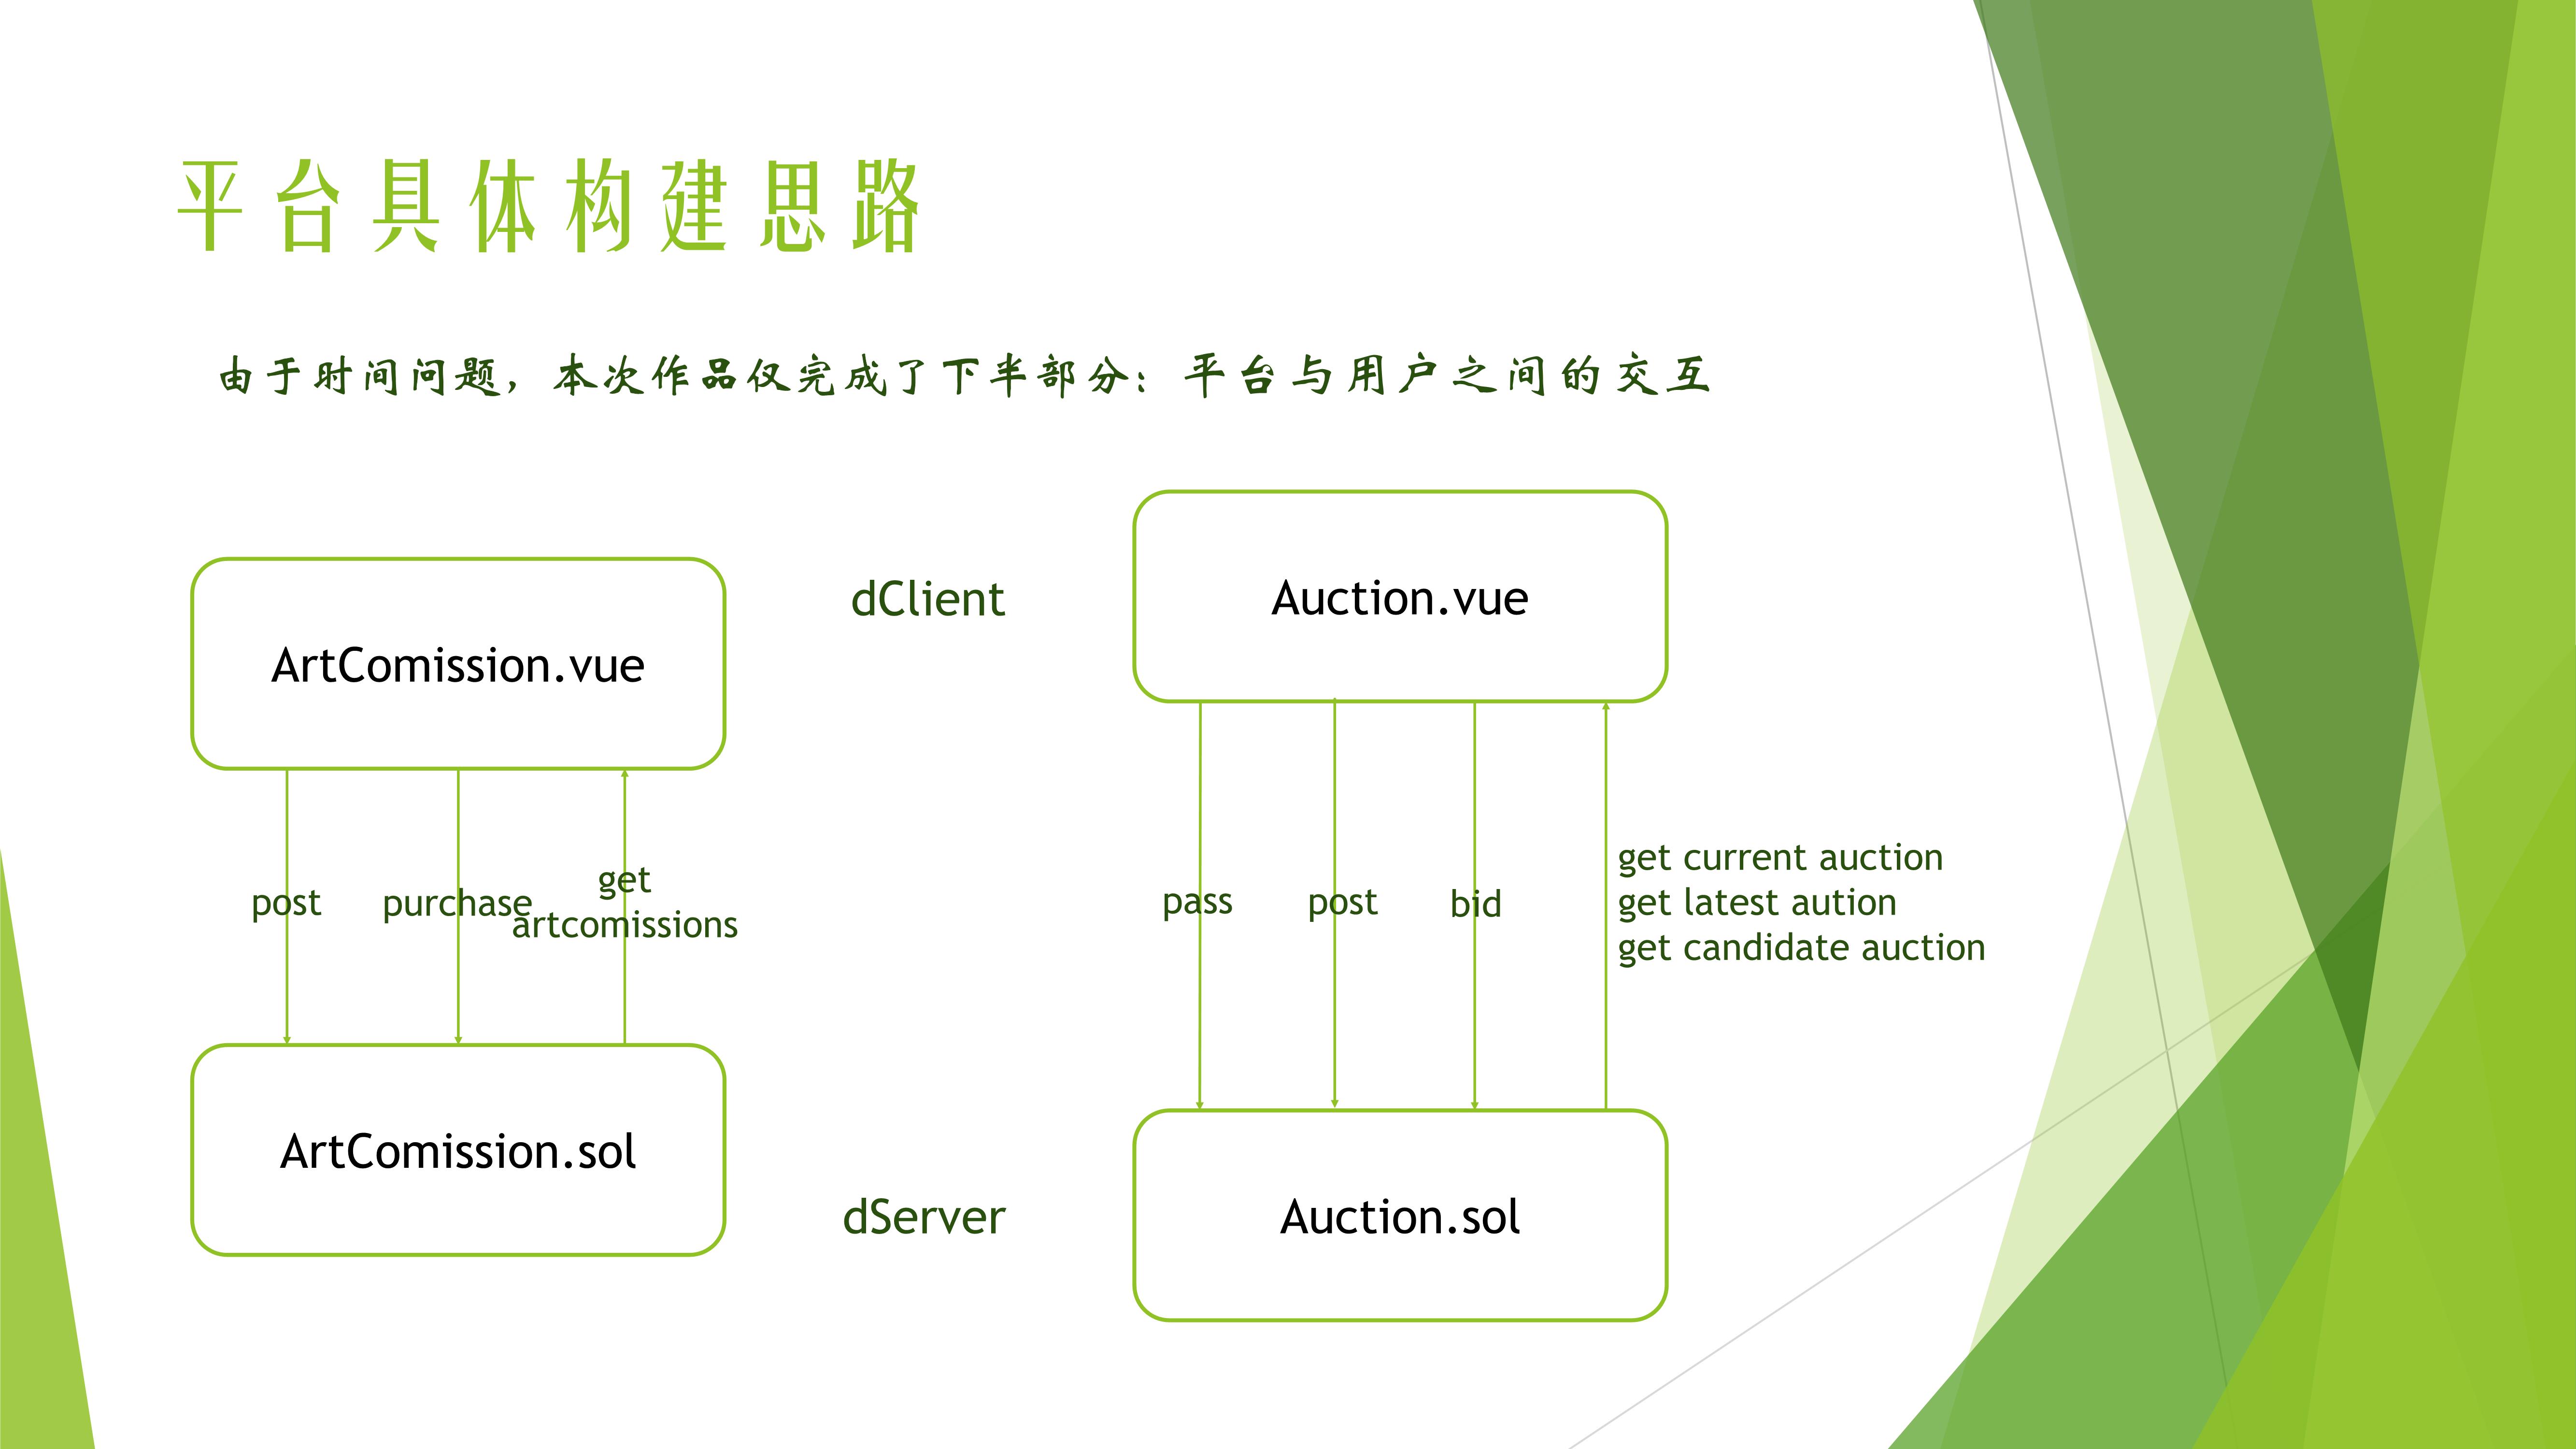 平台具体构建思路
由于时间问题，本次作品仅完成了下半部分：平台与用户之间的交互
ArtComission.vue
dClient
Auction.vue
post
purchase
get
artcomissions
pass
post
bid
get current auction
get latest aution
get candidate auction
ArtComission.sol
dServer
Auction.sol